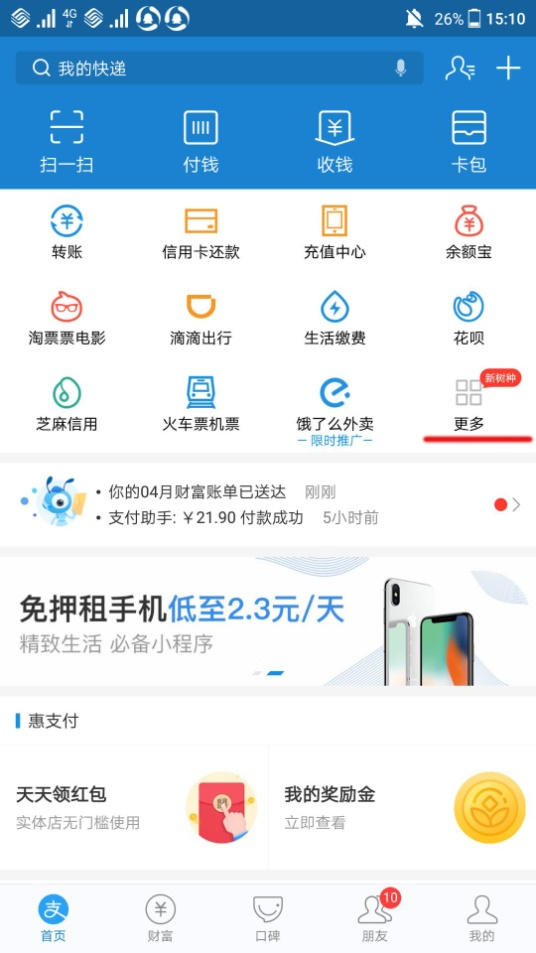 4G 26% 15:10
我的快递
扫一扫 付钱 收钱 卡包
转账 信用卡还款 充值中心 余额宝
淘票票电影 滴滴出行 生活缴费 花呗
新树种
芝麻信用 火车票机票 饿了么外卖 更多
限时推广
你的04月财富账单已送达 刚刚
支付助手: ￥21.90 付款成功 5小时前
免押租手机低至2.3元/天
精致生活 必备小程序
惠支付
天天领红包 我的奖励金
实体店无门槛使用 立即查看
支 10
首页 财富 口碑 朋友 我的